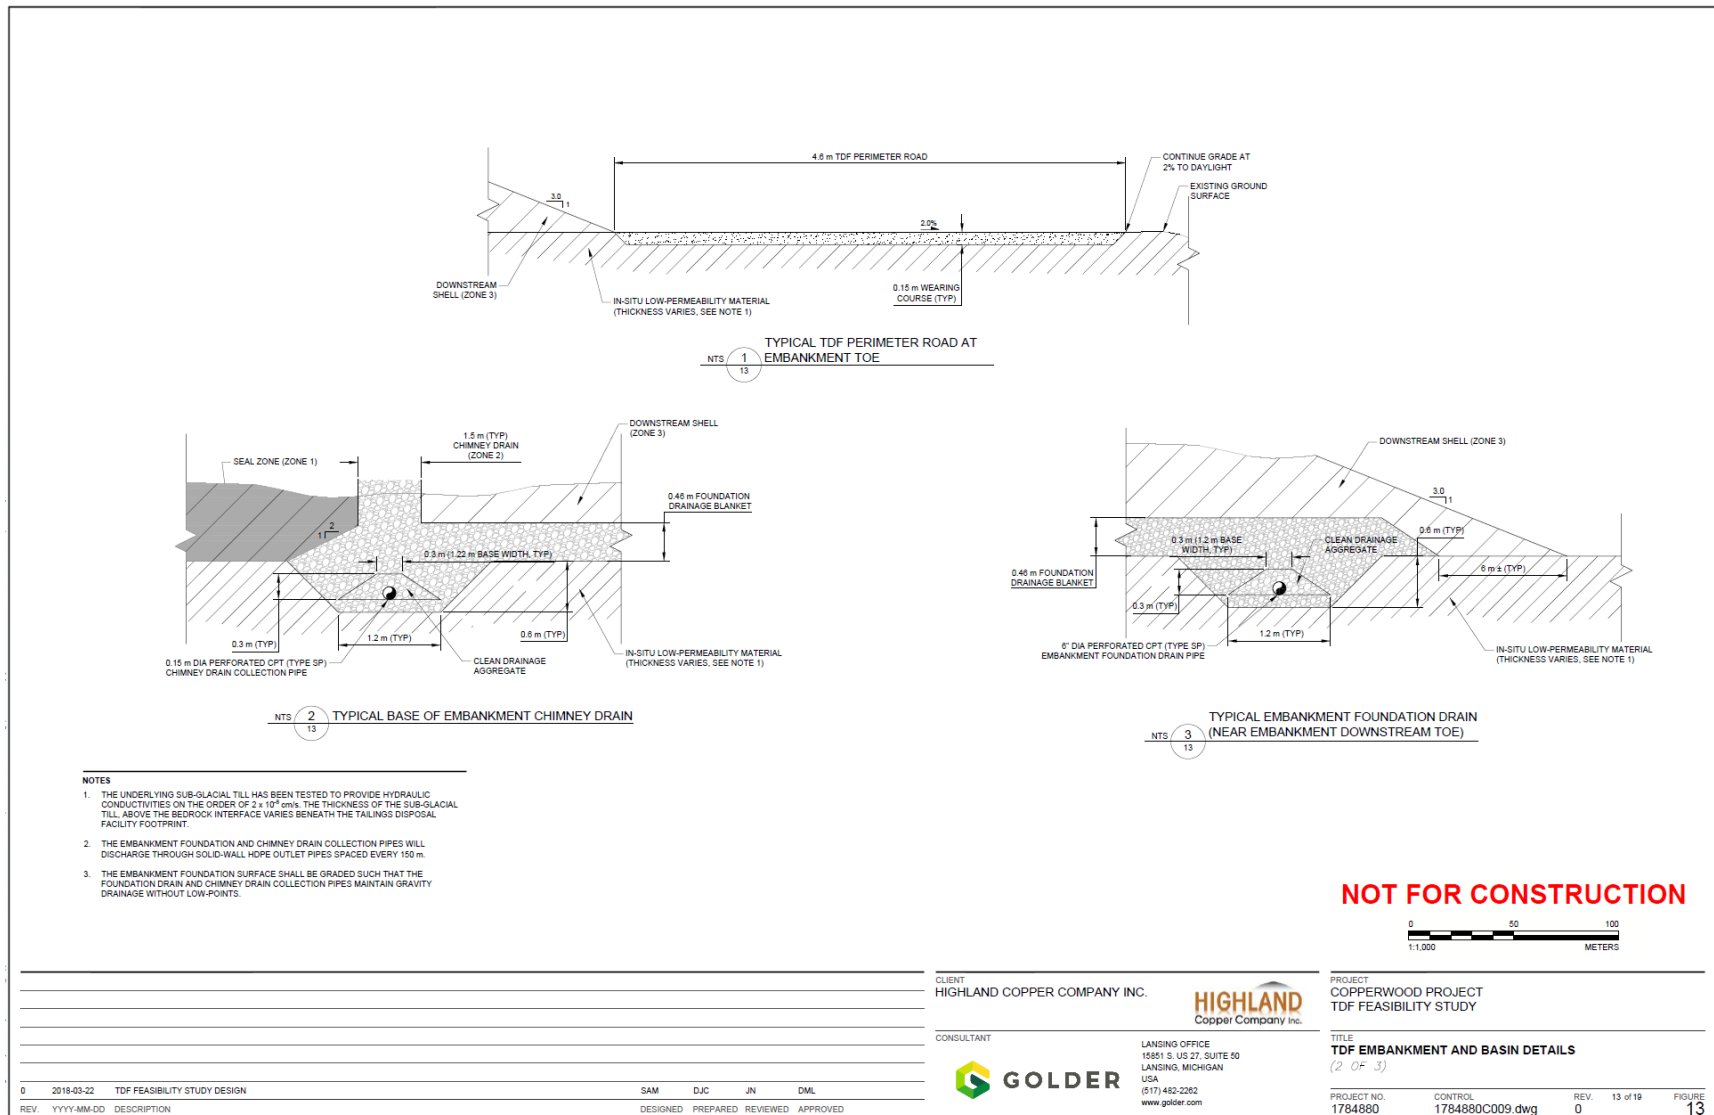 4.6 m TDF PERIMETER ROAD
CONTINUE GRADE AT
2% TO DAYLIGHT
EXISTING GROUND
SURFACE
3.0
1
2.0%
DOWNSTREAM
SHELL (ZONE 3)
IN-SITU LOW-PERMEABILITY MATERIAL
(THICKNESS VARIES, SEE NOTE 1)
0.15 m WEARING
COURSE (TYP)
NTS
1
13
TYPICAL TDF PERIMETER ROAD AT
EMBANKMENT TOE
SEAL ZONE (ZONE 1)
1.5 m (TYP)
CHIMNEY DRAIN
(ZONE 2)
DOWNSTREAM SHELL
(ZONE 3)
0.46 m FOUNDATION
DRAINAGE BLANKET
2
1
0.3 m (1.22 m BASE WIDTH, TYP)
0.3 m (TYP)
1.2 m (TYP)
0.6 m (TYP)
0.15 m DIA PERFORATED CPT (TYPE SP)
CHIMNEY DRAIN COLLECTION PIPE
CLEAN DRAINAGE
AGGREGATE
IN-SITU LOW-PERMEABILITY MATERIAL
(THICKNESS VARIES, SEE NOTE 1)
NTS
2
13
TYPICAL BASE OF EMBANKMENT CHIMNEY DRAIN
DOWNSTREAM SHELL (ZONE 3)
3.0
1
0.6 m (TYP)
0.3 m (1.2 m BASE
WIDTH, TYP)
CLEAN DRAINAGE
AGGREGATE
0.46 m FOUNDATION
DRAINAGE BLANKET
6 m ± (TYP)
0.3 m (TYP)
1.2 m (TYP)
6" DIA PERFORATED CPT (TYPE SP)
EMBANKMENT FOUNDATION DRAIN PIPE
IN-SITU LOW-PERMEABILITY MATERIAL
(THICKNESS VARIES, SEE NOTE 1)
NTS
3
13
TYPICAL EMBANKMENT FOUNDATION DRAIN
(NEAR EMBANKMENT DOWNSTREAM TOE)
NOTES
1. THE UNDERLYING SUB-GLACIAL TILL HAS BEEN TESTED TO PROVIDE HYDRAULIC
CONDUCTIVITIES ON THE ORDER OF 2 x 10⁻⁸ cm/s. THE THICKNESS OF THE SUB-GLACIAL
TILL, ABOVE THE BEDROCK INTERFACE VARIES BENEATH THE TAILINGS DISPOSAL
FACILITY FOOTPRINT.
2. THE EMBANKMENT FOUNDATION AND CHIMNEY DRAIN COLLECTION PIPES WILL
DISCHARGE THROUGH SOLID-WALL HDPE OUTLET PIPES SPACED EVERY 150 m.
3. THE EMBANKMENT FOUNDATION SURFACE SHALL BE GRADED SUCH THAT THE
FOUNDATION DRAIN AND CHIMNEY DRAIN COLLECTION PIPES MAINTAIN GRAVITY
DRAINAGE WITHOUT LOW-POINTS.
NOT FOR CONSTRUCTION
0 50 100
1:1,000 METERS
0 2018-03-22 TDF FEASIBILITY STUDY DESIGN SAM DJC JN DML
REV. YYYY-MM-DD DESCRIPTION DESIGNED PREPARED REVIEWED APPROVED
CLIENT
HIGHLAND COPPER COMPANY INC.
HIGHLAND
Copper Company Inc.
CONSULTANT
GOLDER
LANSING OFFICE
15851 S. US 27, SUITE 50
LANSING, MICHIGAN
USA
(517) 482-2262
www.golder.com
PROJECT
COPPERWOOD PROJECT
TDF FEASIBILITY STUDY
TITLE
TDF EMBANKMENT AND BASIN DETAILS
(2 OF 3)
PROJECT NO. CONTROL REV. 13 of 19 FIGURE
1784880 1784880C009.dwg 0 13